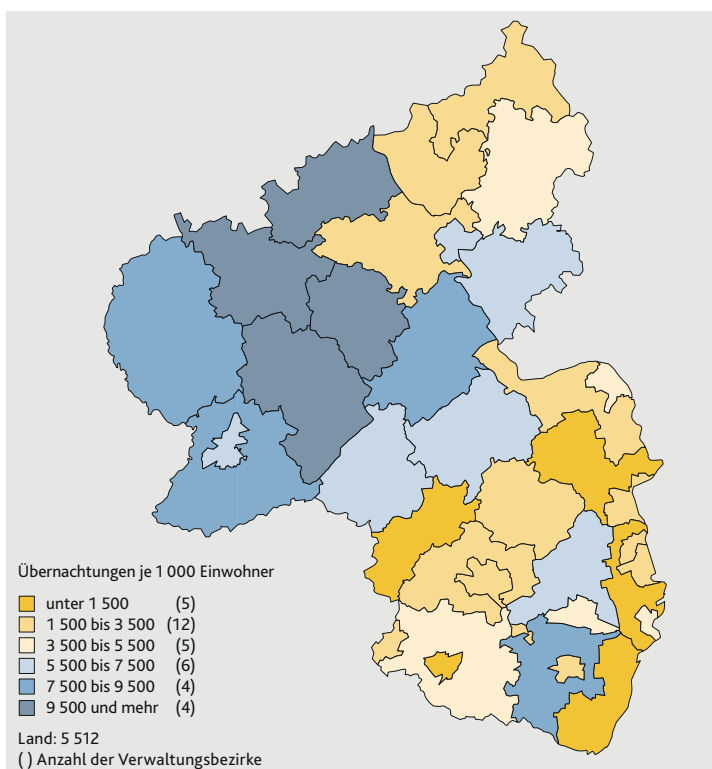 Übernachtungen je 1 000 Einwohner
unter 1 500 (5)
1 500 bis 3 500 (12)
3 500 bis 5 500 (5)
5 500 bis 7 500 (6)
7 500 bis 9 500 (4)
9 500 und mehr (4)
Land: 5 512
( ) Anzahl der Verwaltungsbezirke